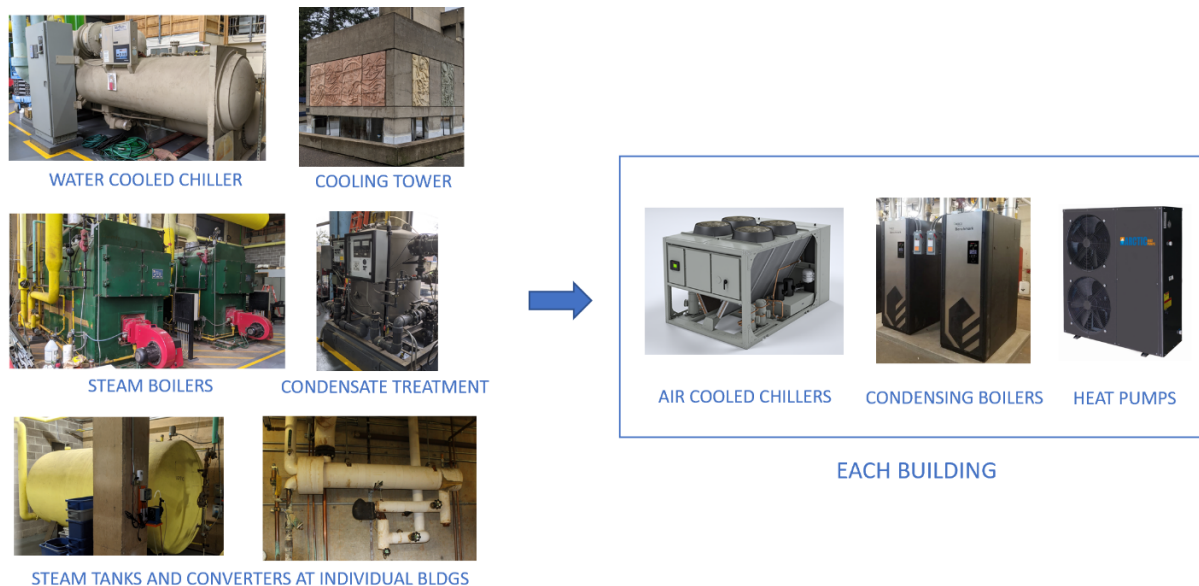 WATER COOLED CHILLER
COOLING TOWER
STEAM BOILERS
CONDENSATE TREATMENT
STEAM TANKS AND CONVERTERS AT INDIVIDUAL BLDGS
AIR COOLED CHILLERS
CONDENSING BOILERS
HEAT PUMPS
EACH BUILDING